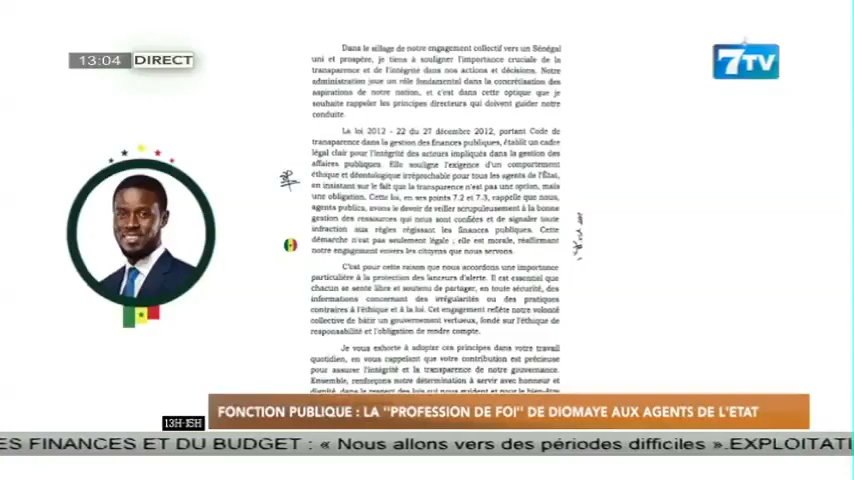 13:04 DIRECT
7TV
Dans le sillage de notre engagement collectif vers un Sénégal
uni et prospère, je tiens à souligner l'importance cruciale de la
transparence et de l'intégrité dans nos actions et décisions. Notre
administration joue un rôle fondamental dans la concrétisation des
aspirations de notre nation, et c'est dans cette optique que je
souhaite rappeler les principes directeurs qui doivent guider notre
conduite.
La loi 2012 - 22 du 27 décembre 2012, portant Code de
transparence dans la gestion des finances publiques, établit un cadre
légal clair pour l'intégrité des acteurs impliqués dans la gestion des
affaires publiques. Elle souligne l'exigence d'un comportement
éthique et déontologique irréprochable pour tous les agents de l'État,
en insistant sur le fait que la transparence n'est pas une option, mais
une obligation. Cette loi, en ses points 7.2 et 7.3, rappelle que nous,
agents publics, avons le devoir de veiller scrupuleusement à la bonne
gestion des ressources qui nous sont confiées et de signaler toute
infraction aux règles régissant les finances publiques. Cette
démarche n'est pas seulement légale ; elle est morale, réaffirmant
notre engagement envers les citoyens que nous servons.
C'est pour cette raison que nous accordons une importance
particulière à la protection des lanceurs d'alerte. Il est essentiel que
chacun se sente libre et soutenu de partager, en toute sécurité, des
informations concernant des irrégularités ou des pratiques
contraires à l'éthique et à la loi. Cet engagement reflète notre volonté
collective de bâtir un gouvernement vertueux, fondé sur l'éthique de
responsabilité et l'obligation de rendre compte.
Je vous exhorte à adopter ces principes dans votre travail
quotidien, en vous rappelant que votre contribution est précieuse
pour assurer l'intégrité et la transparence de notre gouvernance.
Ensemble, renforçons notre détermination à servir avec honneur et
dignité, dans le respect des lois qui nous guident et pour le bien-être
13H-15H
FONCTION PUBLIQUE : LA "PROFESSION DE FOI" DE DIOMAYE AUX AGENTS DE L'ETAT
ES FINANCES ET DU BUDGET : « Nous allons vers des périodes difficiles ».EXPLOITATI